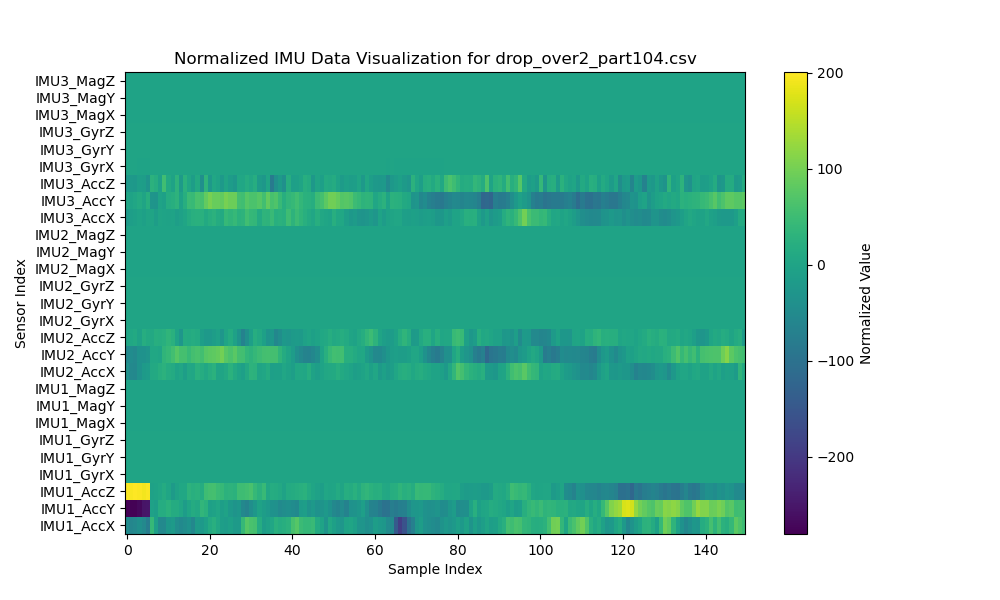 Normalized IMU Data Visualization for drop_over2_part104.csv
IMU3_MagZ
IMU3_MagY
IMU3_MagX
IMU3_GyrZ
IMU3_GyrY
IMU3_GyrX
IMU3_AccZ
IMU3_AccY
IMU3_AccX
IMU2_MagZ
IMU2_MagY
IMU2_MagX
IMU2_GyrZ
IMU2_GyrY
IMU2_GyrX
IMU2_AccZ
IMU2_AccY
IMU2_AccX
IMU1_MagZ
IMU1_MagY
IMU1_MagX
IMU1_GyrZ
IMU1_GyrY
IMU1_GyrX
IMU1_AccZ
IMU1_AccY
IMU1_AccX
Sensor Index
0 20 40 60 80 100 120 140
Sample Index
200
100
0
−100
−200
Normalized Value